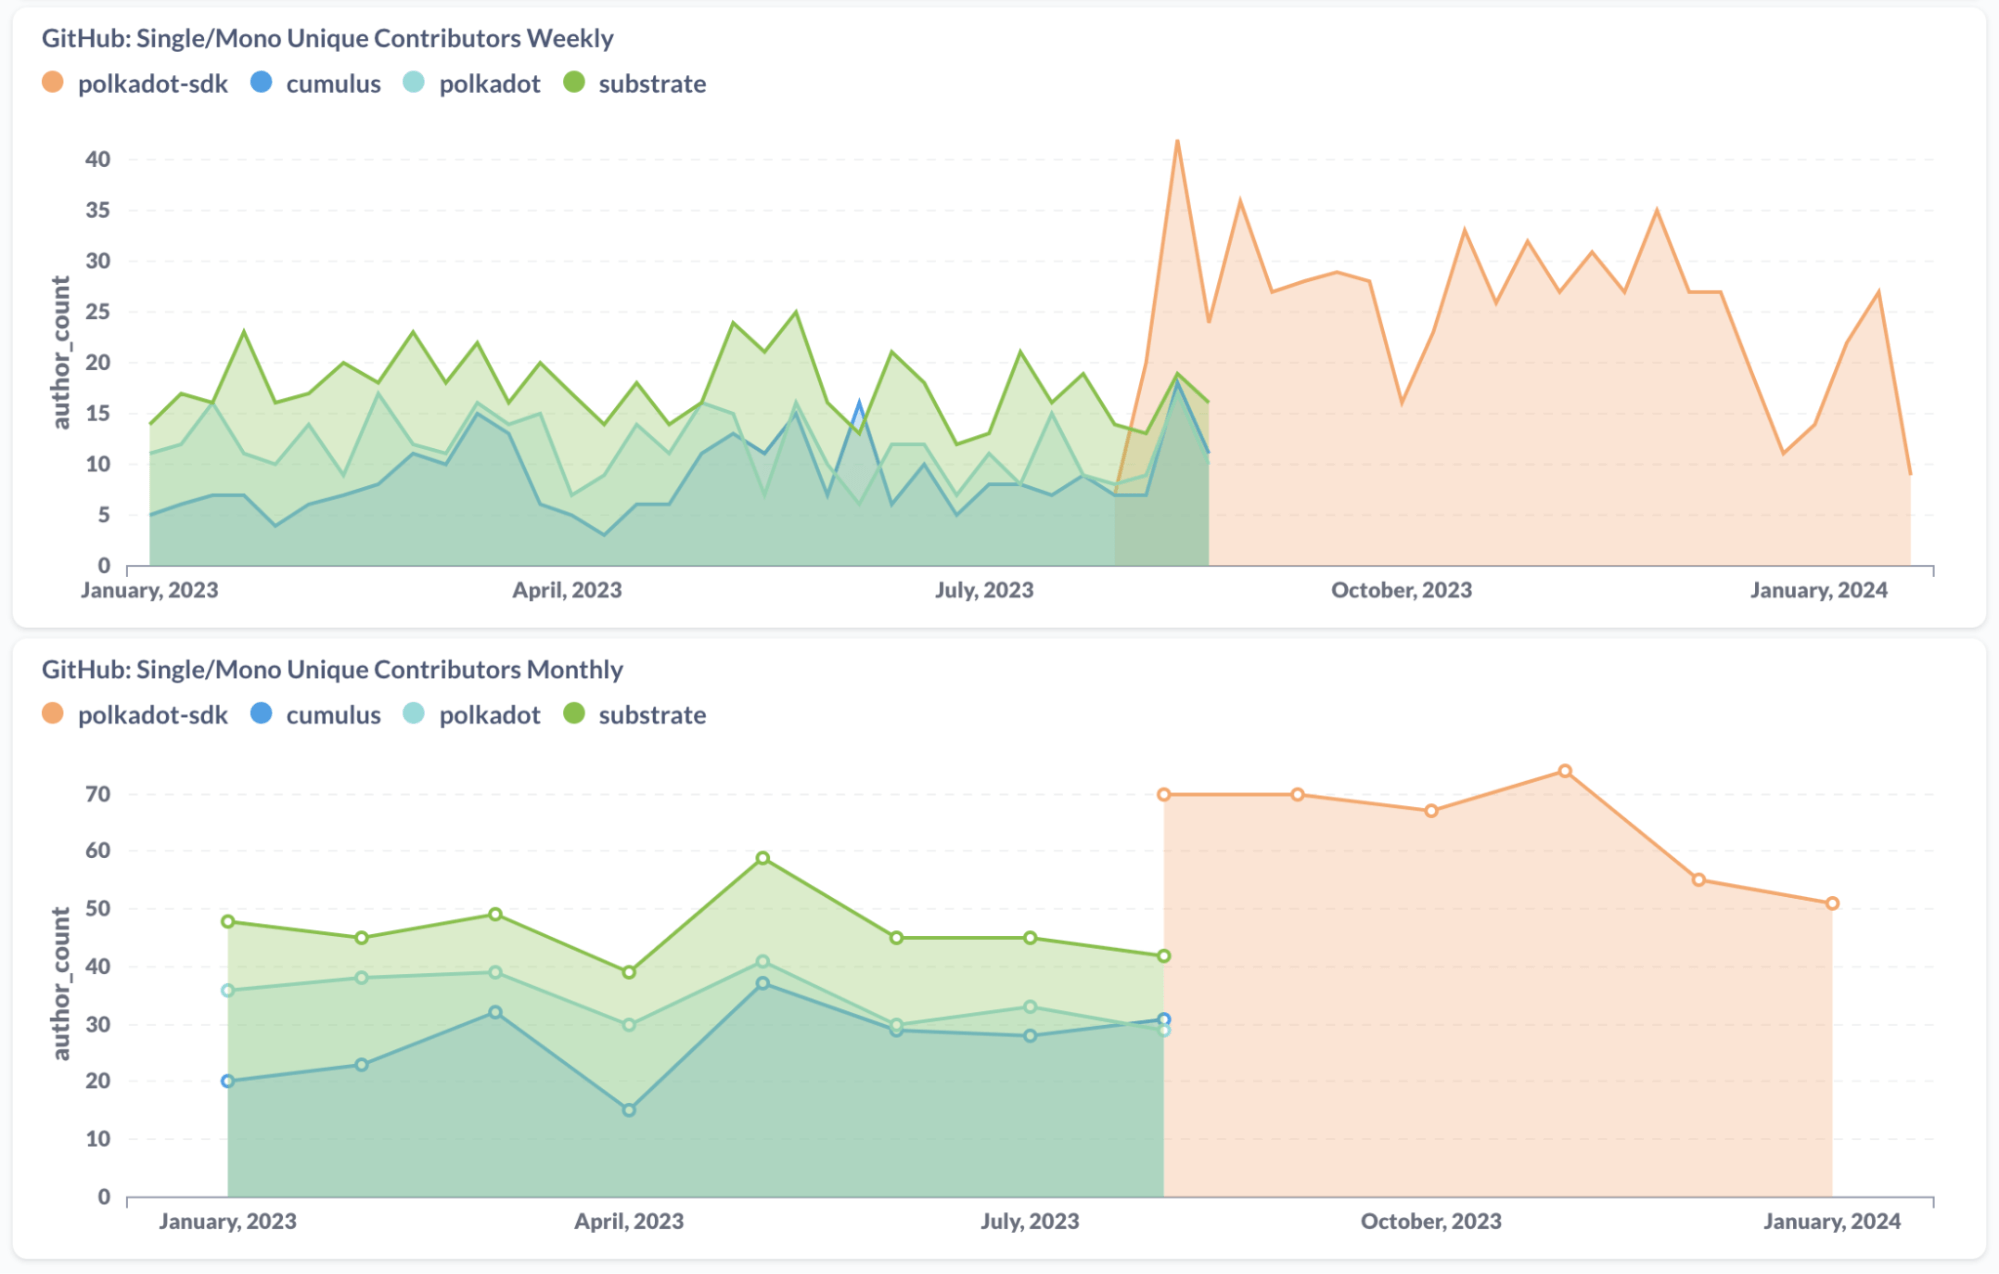 GitHub: Single/Mono Unique Contributors Weekly
polkadot-sdk cumulus polkadot substrate
author_count
40
35
30
25
20
15
10
5
0
January, 2023 April, 2023 July, 2023 October, 2023 January, 2024
GitHub: Single/Mono Unique Contributors Monthly
polkadot-sdk cumulus polkadot substrate
author_count
70
60
50
40
30
20
10
0
January, 2023 April, 2023 July, 2023 October, 2023 January, 2024